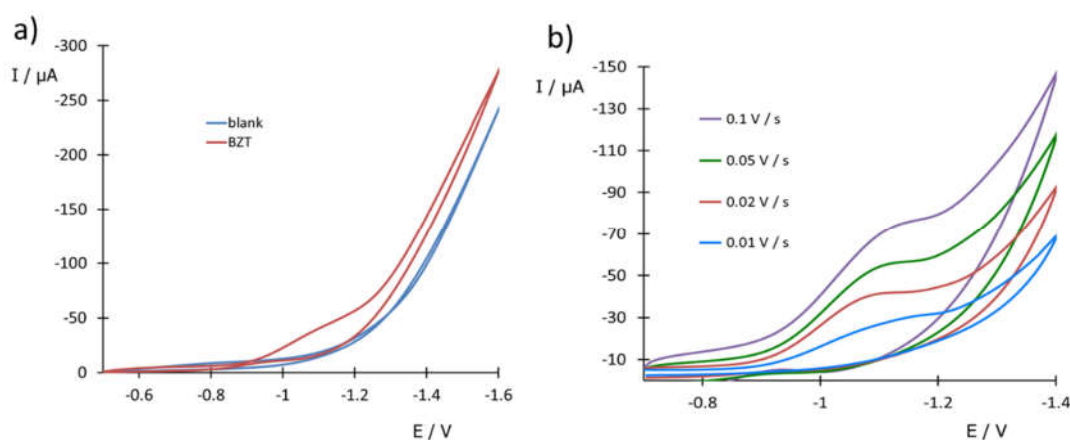 a)
I / µA
-300
-250
-200
-150
-100
-50
0
blank
BZT
-0.6
-0.8
-1
-1.2
-1.4
-1.6
E / V
b)
I / µA
-150
-130
-110
-90
-70
-50
-30
-10
0.1 V / s
0.05 V / s
0.02 V / s
0.01 V / s
-0.8
-1
-1.2
-1.4
E / V